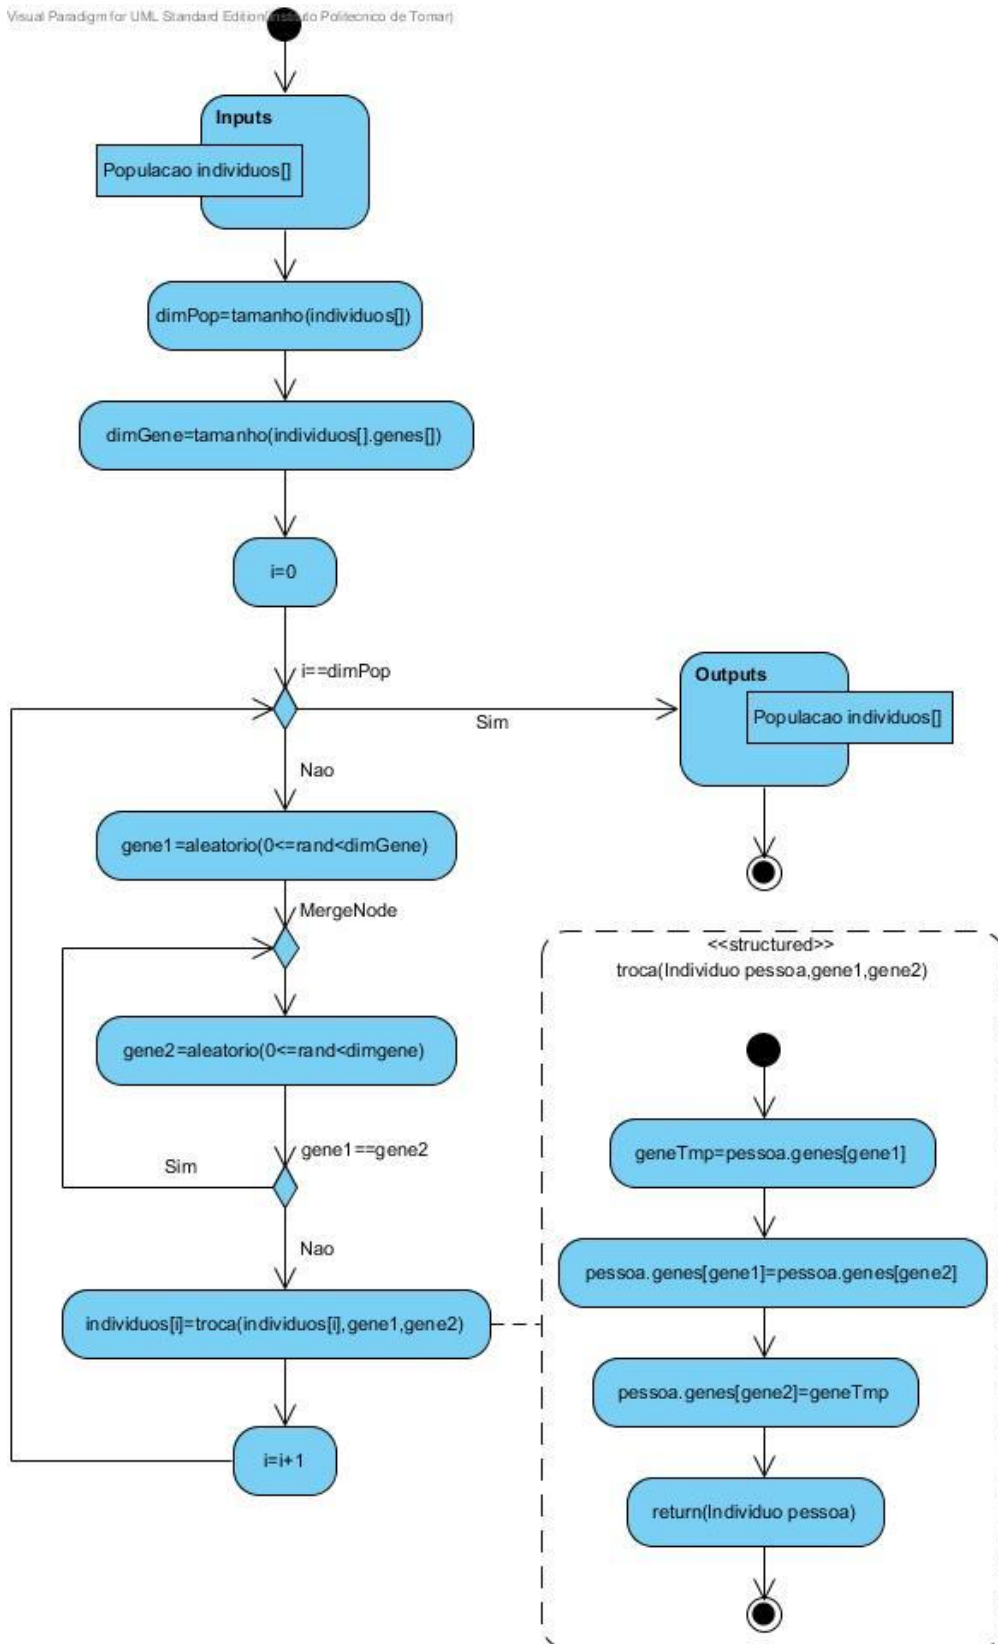 Visual Paradigm for UML Standard Edition(Instituto Politecnico de Tomar)
Inputs
Populacao individuos[]
dimPop=tamanho(individuos[])
dimGene=tamanho(individuos[].genes[])
i=0
i==dimPop
Sim
Outputs
Populacao individuos[]
Nao
gene1=aleatorio(0<=rand<dimGene)
MergeNode
gene2=aleatorio(0<=rand<dimgene)
gene1==gene2
Sim
Nao
individuos[i]=troca(individuos[i],gene1,gene2)
i=i+1
<<structured>>
troca(Individuo pessoa,gene1,gene2)
geneTmp=pessoa.genes[gene1]
pessoa.genes[gene1]=pessoa.genes[gene2]
pessoa.genes[gene2]=geneTmp
return(Individuo pessoa)